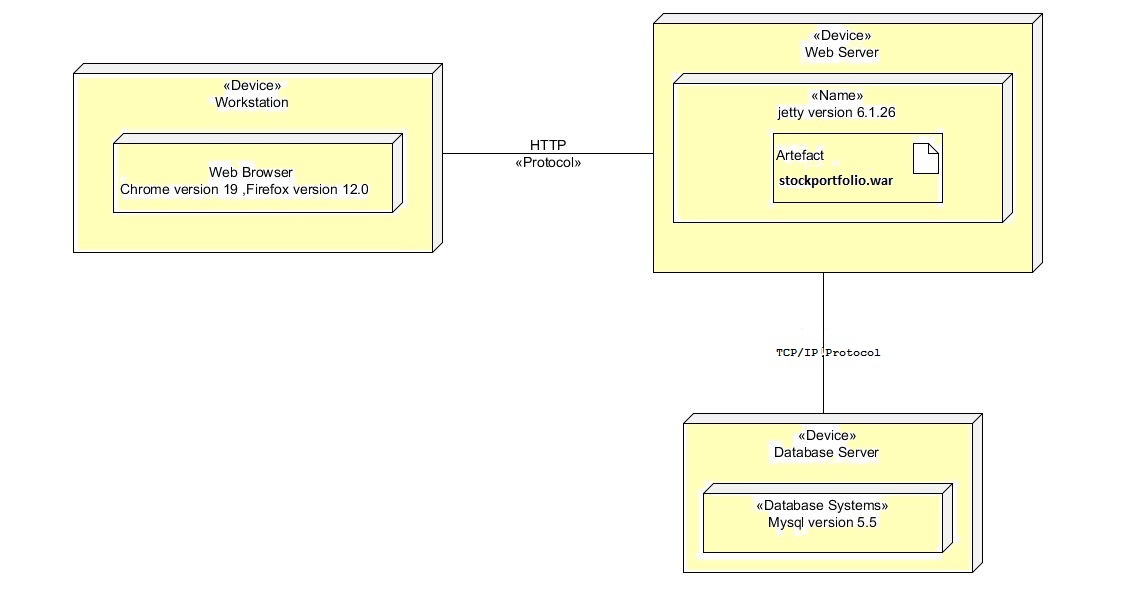 «Device»
Workstation
Web Browser
Chrome version 19 ,Firefox version 12.0
HTTP
«Protocol»
«Device»
Web Server
«Name»
jetty version 6.1.26
Artefact
stockportfolio.war
TCP/IP Protocol
«Device»
Database Server
«Database Systems»
Mysql version 5.5